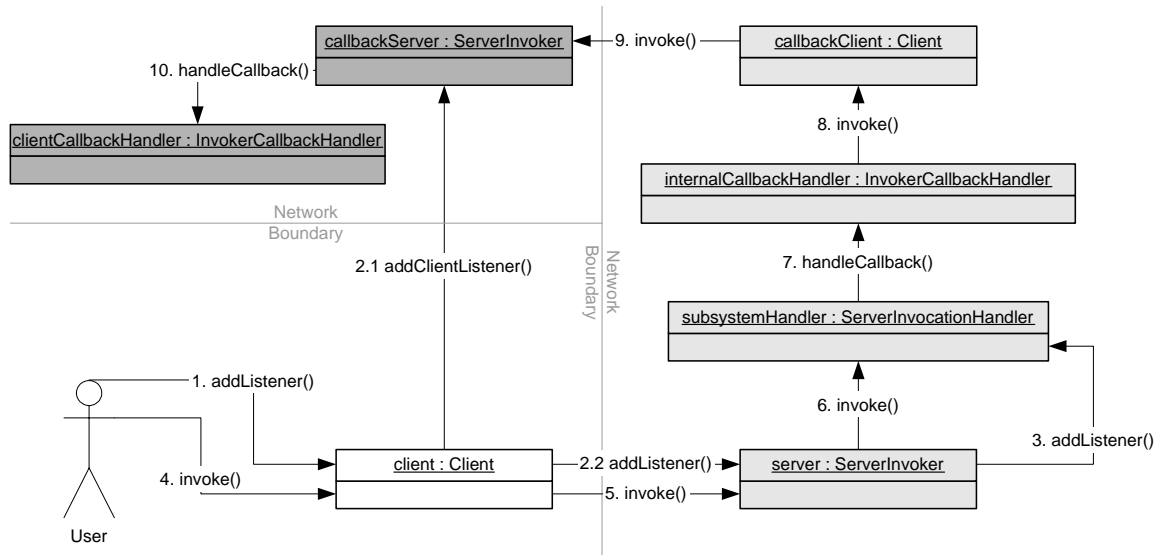 callbackServer : ServerInvoker
9. invoke()
callbackClient : Client
10. handleCallback()
clientCallbackHandler : InvokerCallbackHandler
8. invoke()
internalCallbackHandler : InvokerCallbackHandler
Network
Boundary
Network
Boundary
2.1 addClientListener()
7. handleCallback()
subsystemHandler : ServerInvocationHandler
1. addListener()
6. invoke()
3. addListener()
client : Client
2.2 addListener()
server : ServerInvoker
4. invoke()
5. invoke()
User